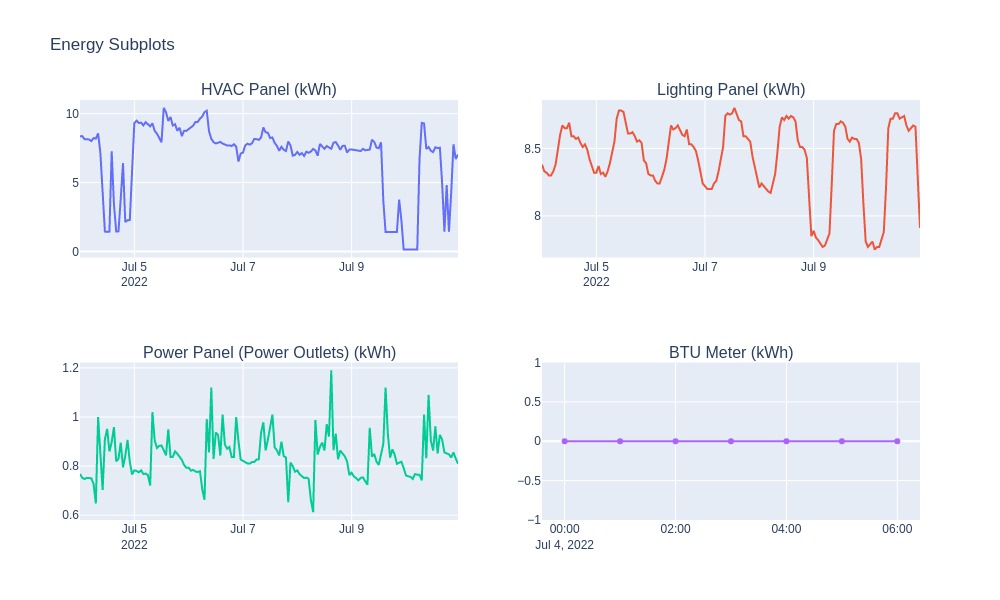 Energy Subplots
HVAC Panel (kWh)
10
5
0
Jul 5
2022
Jul 7
Jul 9
Lighting Panel (kWh)
8.5
8
Jul 5
2022
Jul 7
Jul 9
Power Panel (Power Outlets) (kWh)
1.2
1
0.8
0.6
Jul 5
2022
Jul 7
Jul 9
BTU Meter (kWh)
1
0.5
0
−0.5
−1
00:00
Jul 4, 2022
02:00
04:00
06:00